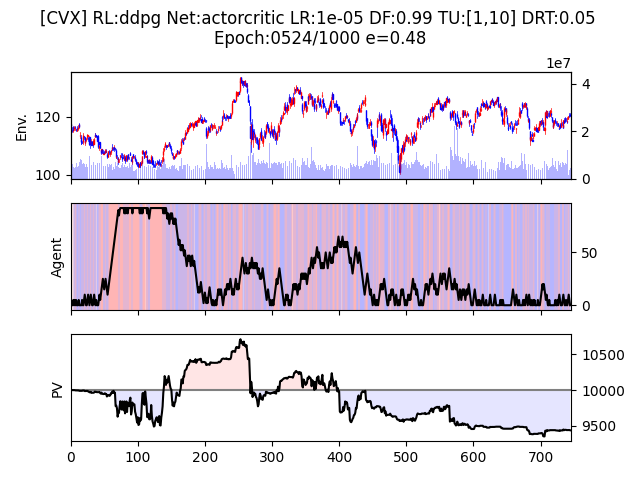 [CVX] RL:ddpg Net:actorcritic LR:1e-05 DF:0.99 TU:[1,10] DRT:0.05
Epoch:0524/1000 e=0.48
1e7
Env.
120
100
4
2
0
Agent
50
0
PV
10500
10000
9500
0 100 200 300 400 500 600 700